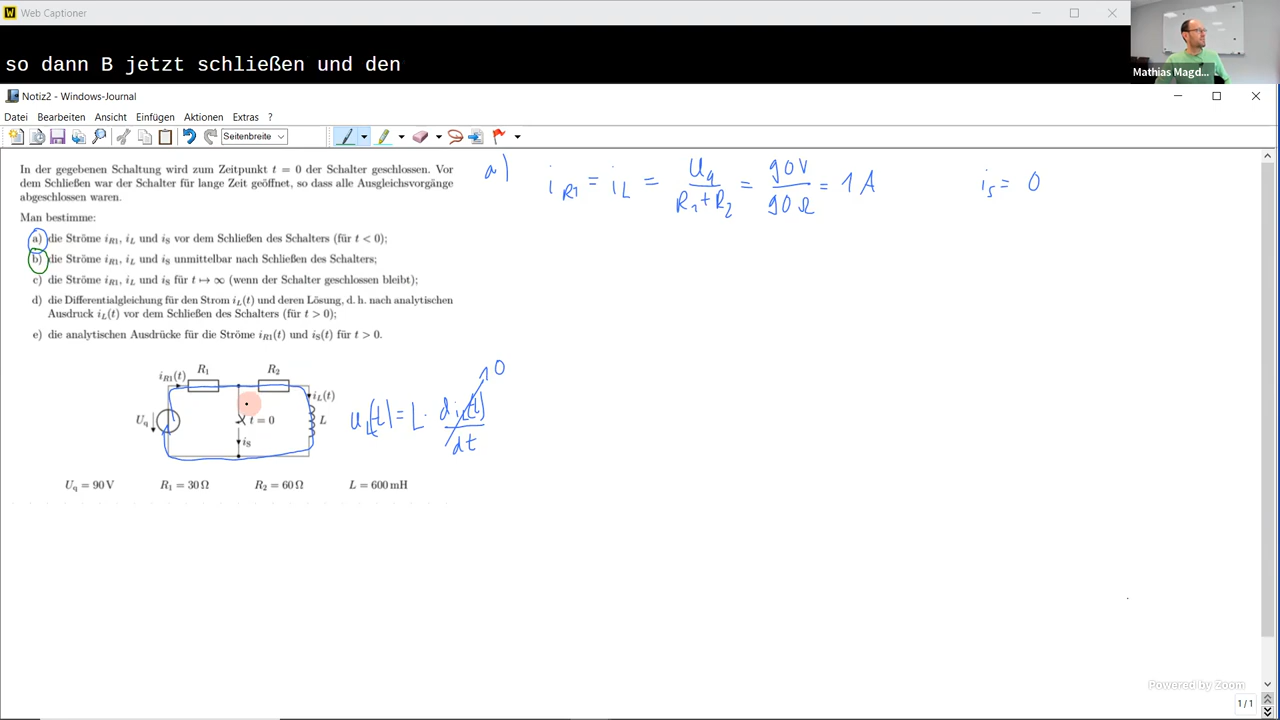 Web Captioner
so dann B jetzt schließen und den
Mathias Magd...
Notiz2 - Windows-Journal
Datei Bearbeiten Ansicht Einfügen Aktionen Extras ?
Seitenbreite
In der gegebenen Schaltung wird zum Zeitpunkt t = 0 der Schalter geschlossen. Vor
dem Schließen war der Schalter für lange Zeit geöffnet, so dass alle Ausgleichsvorgänge
abgeschlossen waren.
Man bestimme:
a) die Ströme iR1, iL und iS vor dem Schließen des Schalters (für t < 0);
b) die Ströme iR1, iL und iS unmittelbar nach Schließen des Schalters;
c) die Ströme iR1, iL und iS für t ↦ ∞ (wenn der Schalter geschlossen bleibt);
d) die Differentialgleichung für den Strom iL(t) und deren Lösung, d. h. nach analytischen
Ausdruck iL(t) vor dem Schließen des Schalters (für t > 0);
e) die analytischen Ausdrücke für die Ströme iR1(t) und iS(t) für t > 0.
a) iR1 = iL = Uq / (R1 + R2) = 90V / 90Ω = 1A iS = 0
iR1(t) R1 R2
iL(t)
Uq t = 0 L
iS
uL(t) = L · diL(t) / dt 0
Uq = 90 V R1 = 30 Ω R2 = 60 Ω L = 600 mH
Powered by Zoom
1/1